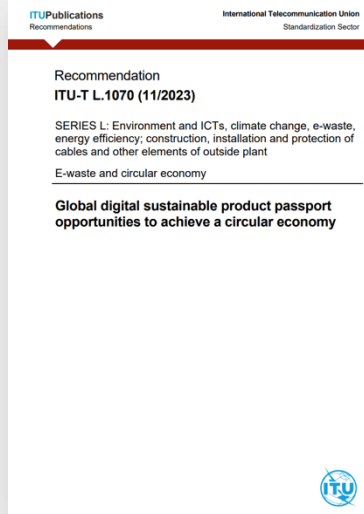 ITUPublications
International Telecommunication Union
Recommendations
Standardization Sector
Recommendation
ITU-T L.1070 (11/2023)
SERIES L: Environment and ICTs, climate change, e-waste,
energy efficiency; construction, installation and protection of
cables and other elements of outside plant
E-waste and circular economy
Global digital sustainable product passport
opportunities to achieve a circular economy
ITU